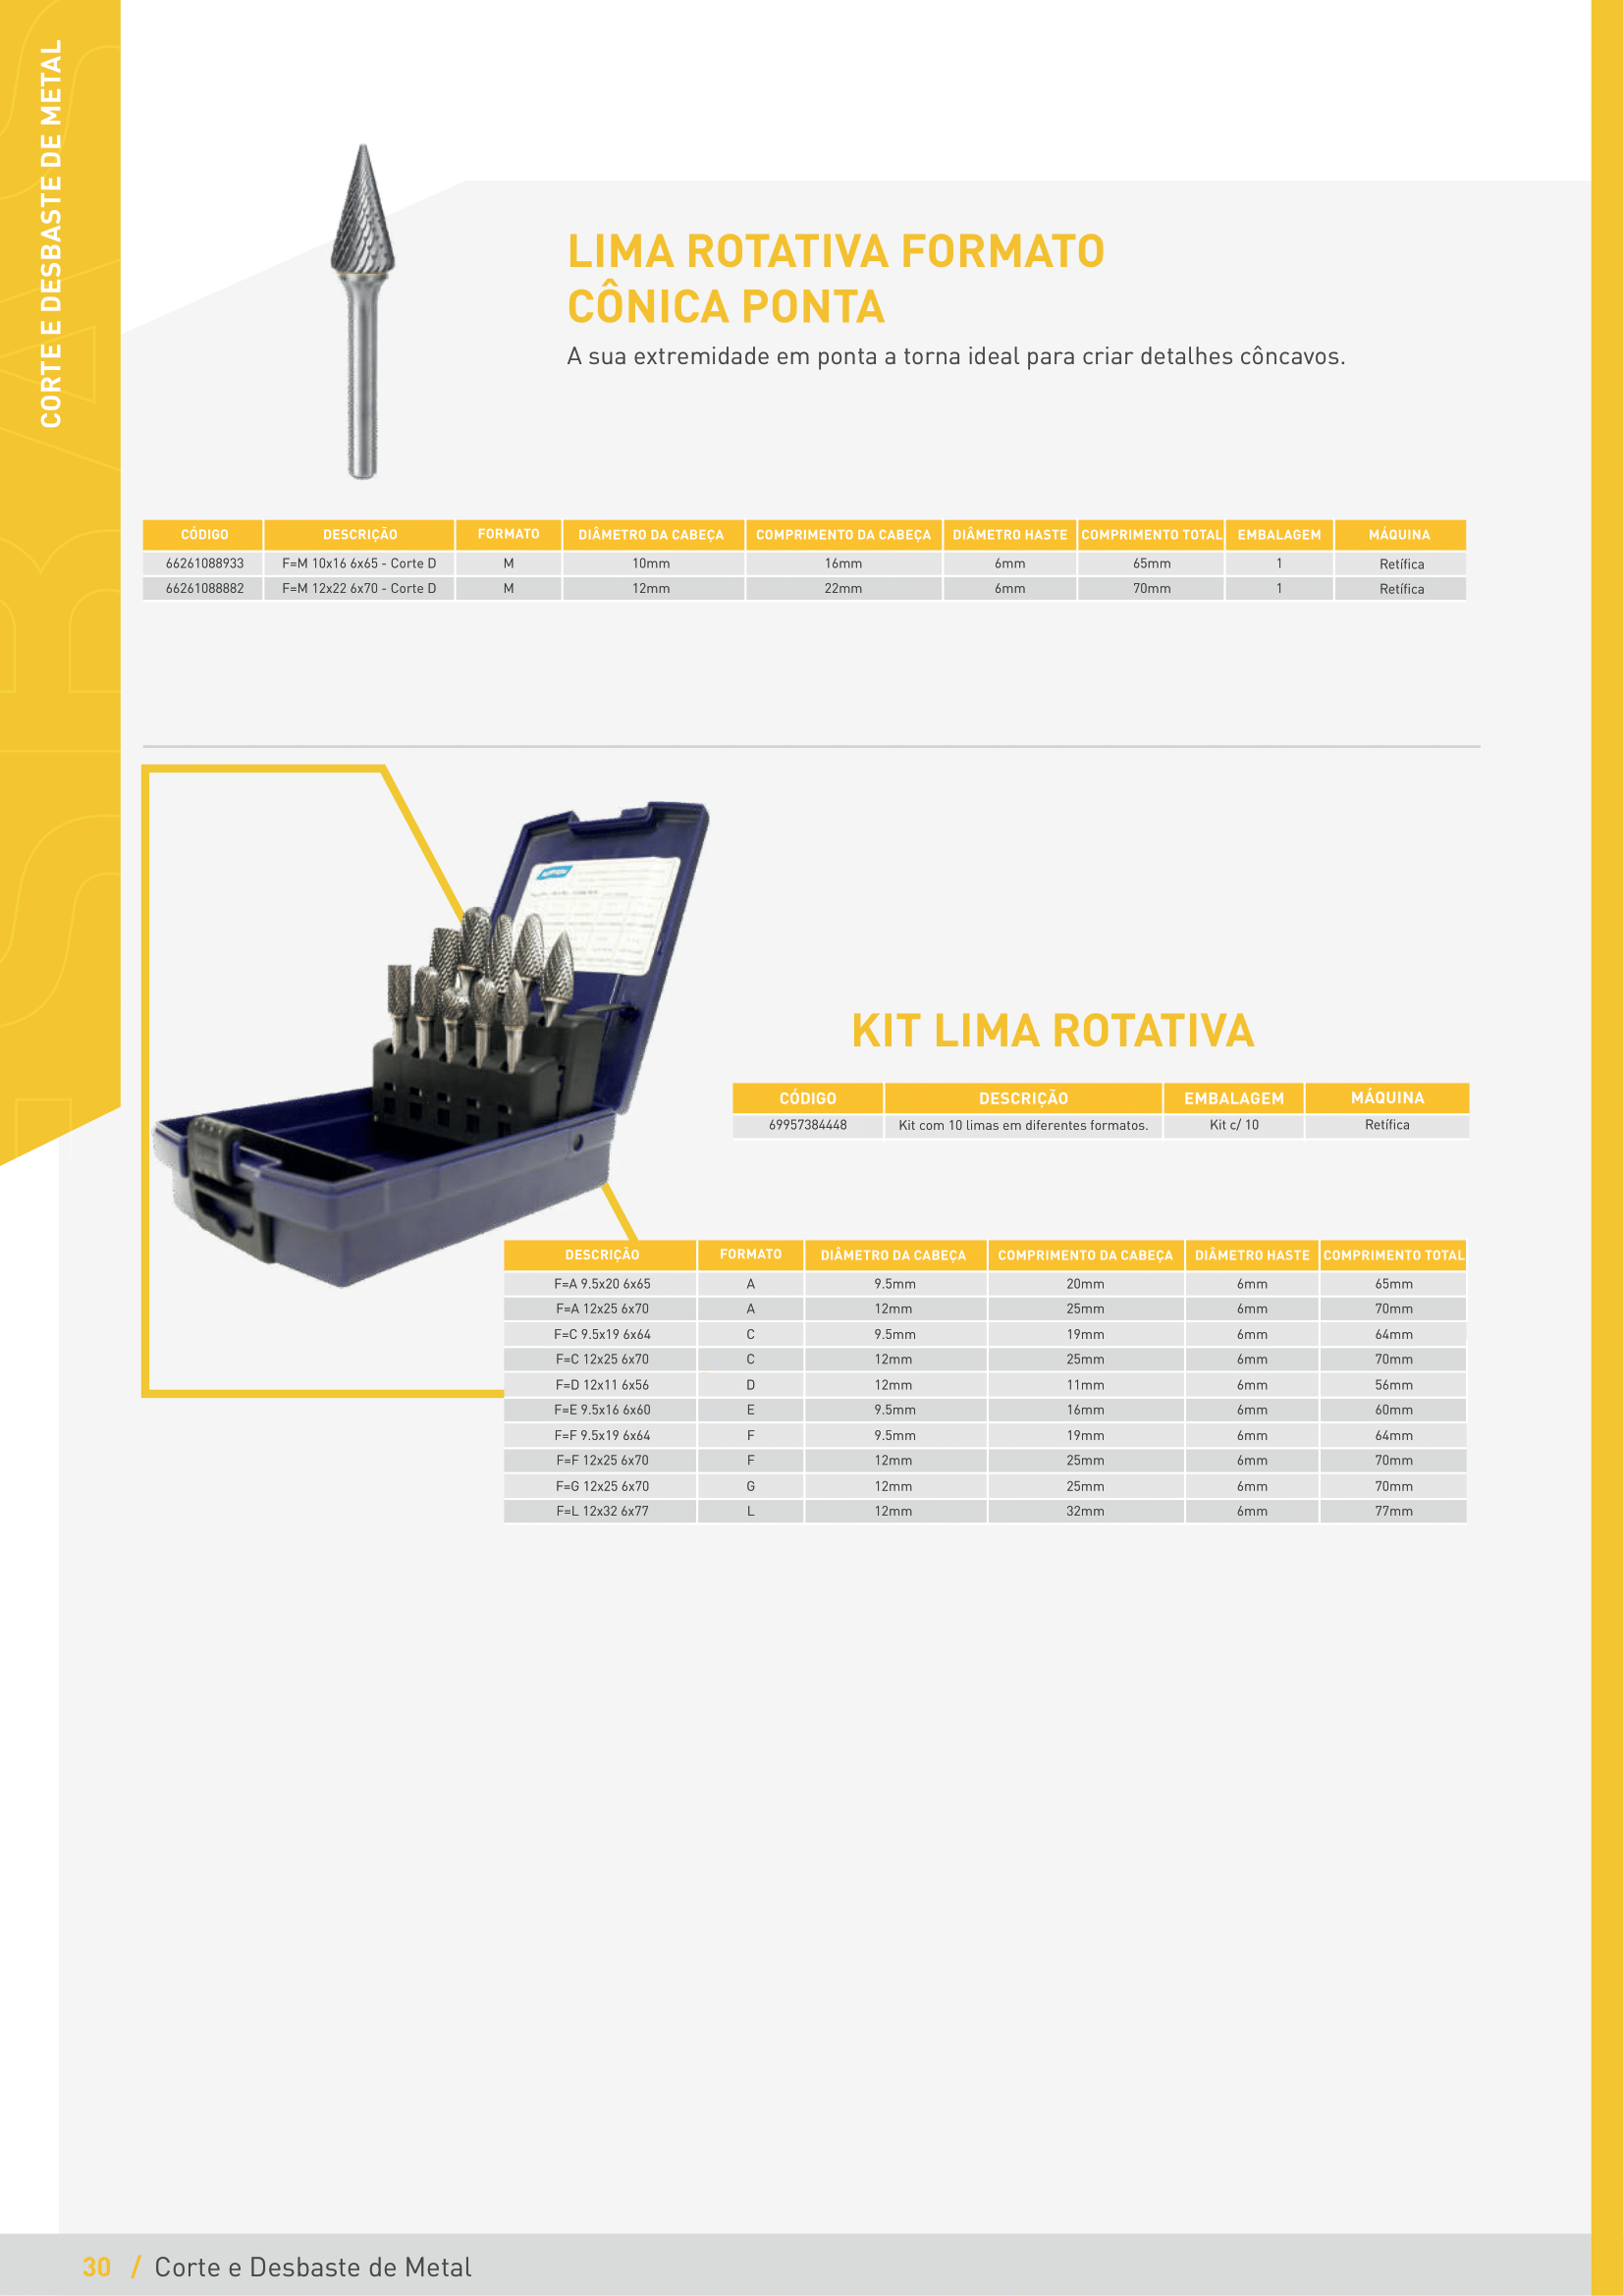 CORTE E DESBASTE DE METAL
LIMA ROTATIVA FORMATO
CÔNICA PONTA
A sua extremidade em ponta a torna ideal para criar detalhes côncavos.
CÓDIGO DESCRIÇÃO FORMATO DIÂMETRO DA CABEÇA COMPRIMENTO DA CABEÇA DIÂMETRO HASTE COMPRIMENTO TOTAL EMBALAGEM MÁQUINA
66261088933 F=M 10x16 6x65 - Corte D M 10mm 16mm 6mm 65mm 1 Retífica
66261088882 F=M 12x22 6x70 - Corte D M 12mm 22mm 6mm 70mm 1 Retífica
KIT LIMA ROTATIVA
CÓDIGO DESCRIÇÃO EMBALAGEM MÁQUINA
69957384448 Kit com 10 limas em diferentes formatos. Kit c/ 10 Retífica
DESCRIÇÃO FORMATO DIÂMETRO DA CABEÇA COMPRIMENTO DA CABEÇA DIÂMETRO HASTE COMPRIMENTO TOTAL
F=A 9.5x20 6x65 A 9.5mm 20mm 6mm 65mm
F=A 12x25 6x70 A 12mm 25mm 6mm 70mm
F=C 9.5x19 6x64 C 9.5mm 19mm 6mm 64mm
F=C 12x25 6x70 C 12mm 25mm 6mm 70mm
F=D 12x11 6x56 D 12mm 11mm 6mm 56mm
F=E 9.5x16 6x60 E 9.5mm 16mm 6mm 60mm
F=F 9.5x19 6x64 F 9.5mm 19mm 6mm 64mm
F=F 12x25 6x70 F 12mm 25mm 6mm 70mm
F=G 12x25 6x70 G 12mm 25mm 6mm 70mm
F=L 12x32 6x77 L 12mm 32mm 6mm 77mm
30 / Corte e Desbaste de Metal